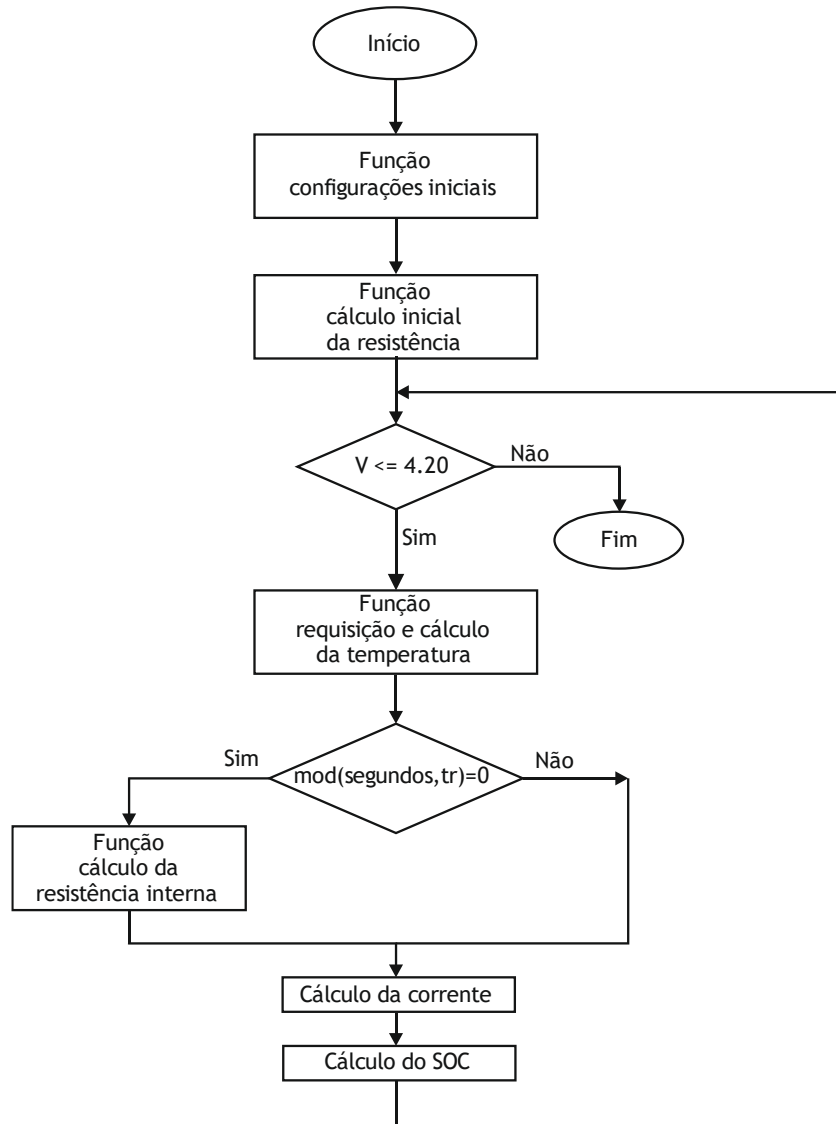 Início
Função
configurações iniciais
Função
cálculo inicial
da resistência
V <= 4.20
Não
Fim
Sim
Função
requisição e cálculo
da temperatura
Sim
mod(segundos,tr)=0
Não
Função
cálculo da
resistência interna
Cálculo da corrente
Cálculo do SOC